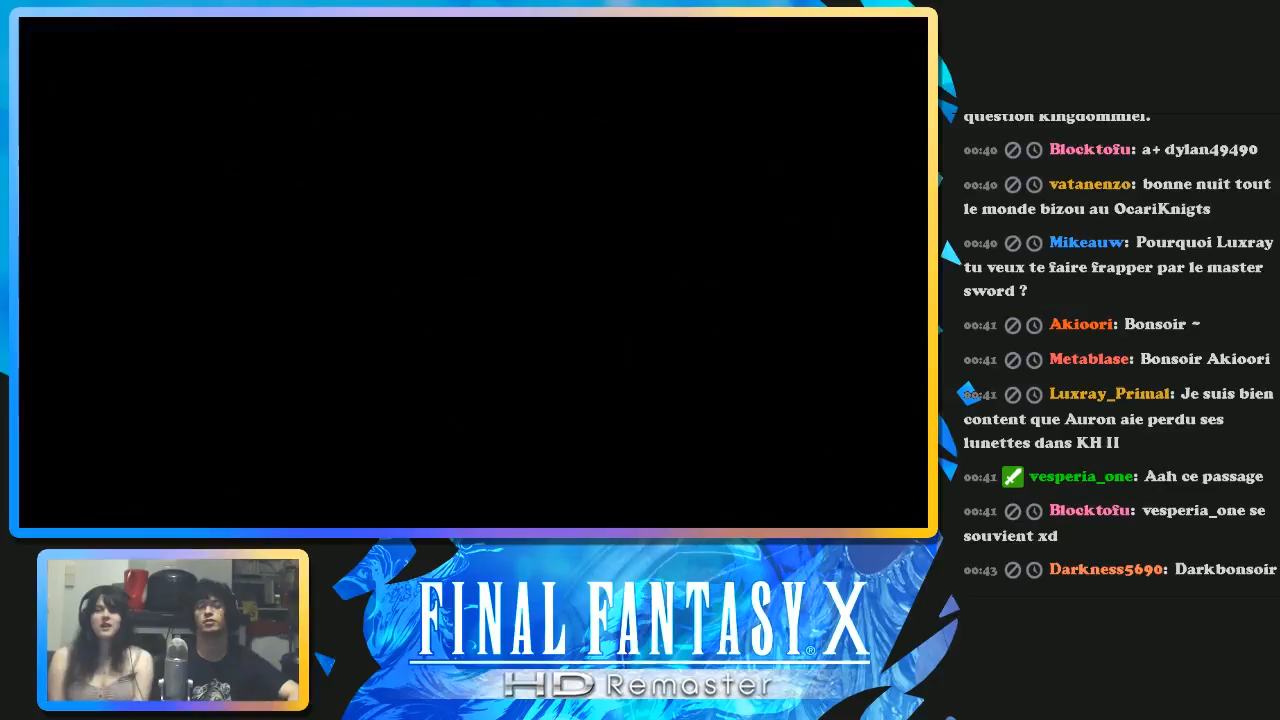 question Kingdommiel.
00:40 Blocktofu: a+ dylan49490
00:40 vatanenzo: bonne nuit tout
le monde bizou au OcariKnigts
00:40 Mikeauw: Pourquoi Luxray
tu veux te faire frapper par le master
sword ?
00:41 Akioori: Bonsoir ~
00:41 Metablase: Bonsoir Akioori
00:41 Luxray_Primal: Je suis bien
content que Auron aie perdu ses
lunettes dans KH II
00:41 vesperia_one: Aah ce passage
00:41 Blocktofu: vesperia_one se
souvient xd
00:43 Darkness5690: Darkbonsoir
FINAL FANTASY X
HD Remaster